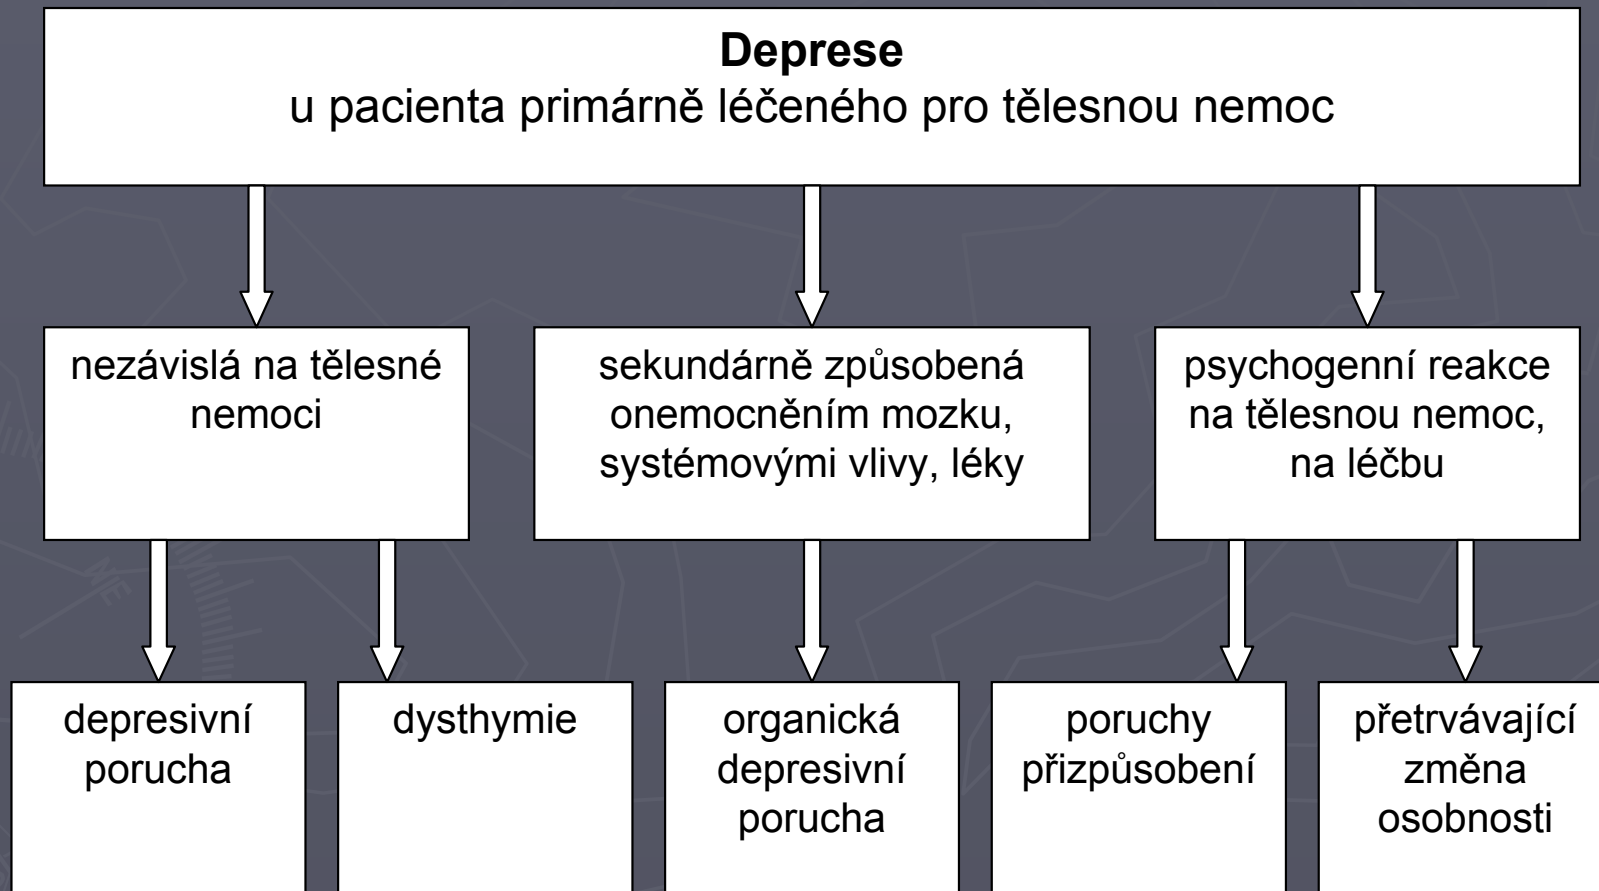 Deprese
u pacienta primárně léčeného pro tělesnou nemoc
nezávislá na tělesné
nemoci
sekundárně způsobená
onemocněním mozku,
systémovými vlivy, léky
psychogenní reakce
na tělesnou nemoc,
na léčbu
depresivní
porucha
dysthymie
organická
depresivní
porucha
poruchy
přizpůsobení
přetrvávající
změna
osobnosti